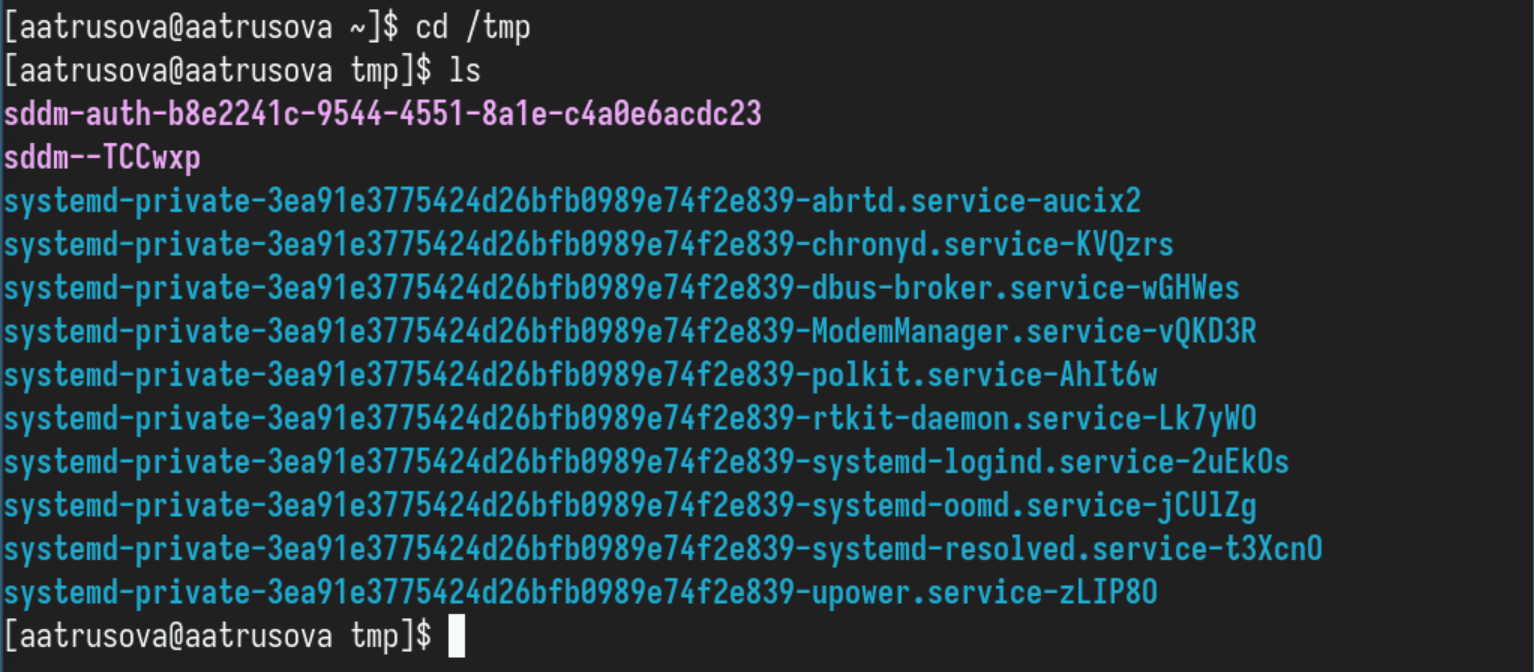 [aatrusova@aatrusova ~]$ cd /tmp
[aatrusova@aatrusova tmp]$ ls
sddm-auth-b8e2241c-9544-4551-8a1e-c4a0e6acdc23
sddm--TCCwxp
systemd-private-3ea91e3775424d26bfb0989e74f2e839-abrtd.service-aucix2
systemd-private-3ea91e3775424d26bfb0989e74f2e839-chronyd.service-KVQzrs
systemd-private-3ea91e3775424d26bfb0989e74f2e839-dbus-broker.service-wGHWes
systemd-private-3ea91e3775424d26bfb0989e74f2e839-ModemManager.service-vQKD3R
systemd-private-3ea91e3775424d26bfb0989e74f2e839-polkit.service-AhIt6w
systemd-private-3ea91e3775424d26bfb0989e74f2e839-rtkit-daemon.service-Lk7yWO
systemd-private-3ea91e3775424d26bfb0989e74f2e839-systemd-logind.service-2uEkOs
systemd-private-3ea91e3775424d26bfb0989e74f2e839-systemd-oomd.service-jCUlZg
systemd-private-3ea91e3775424d26bfb0989e74f2e839-systemd-resolved.service-t3XcnO
systemd-private-3ea91e3775424d26bfb0989e74f2e839-upower.service-zLIP8O
[aatrusova@aatrusova tmp]$